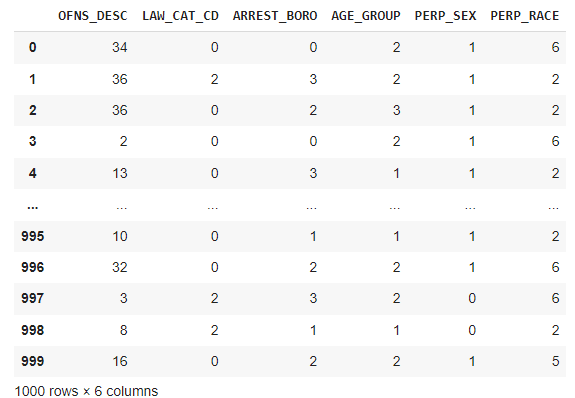 OFNS_DESC LAW_CAT_CD ARREST_BORO AGE_GROUP PERP_SEX PERP_RACE
0 34 0 0 2 1 6
1 36 2 3 2 1 2
2 36 0 2 3 1 2
3 2 0 0 2 1 6
4 13 0 3 1 1 2
... ... ... ... ... ... ...
995 10 0 1 1 1 2
996 32 0 2 2 1 6
997 3 2 3 2 0 6
998 8 2 1 1 0 2
999 16 0 2 2 1 5
1000 rows × 6 columns